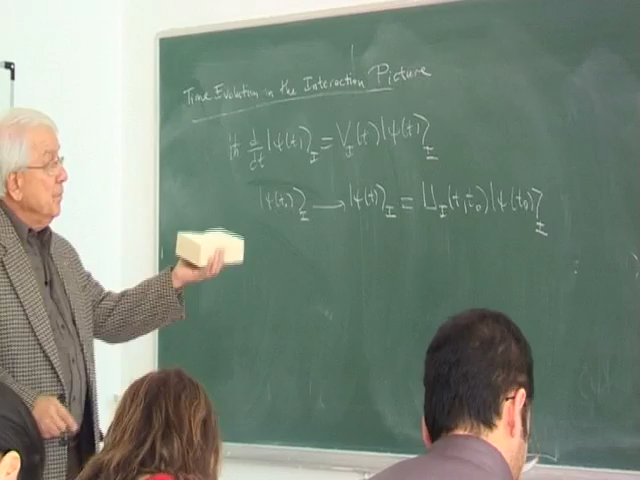 Time Evolution in the Interaction Picture
iħ d/dt |ψ(t)⟩_I = V_I(t) |ψ(t)⟩_I
|ψ(t₀)⟩_I → |ψ(t)⟩_I = U_I(t,t₀) |ψ(t₀)⟩_I